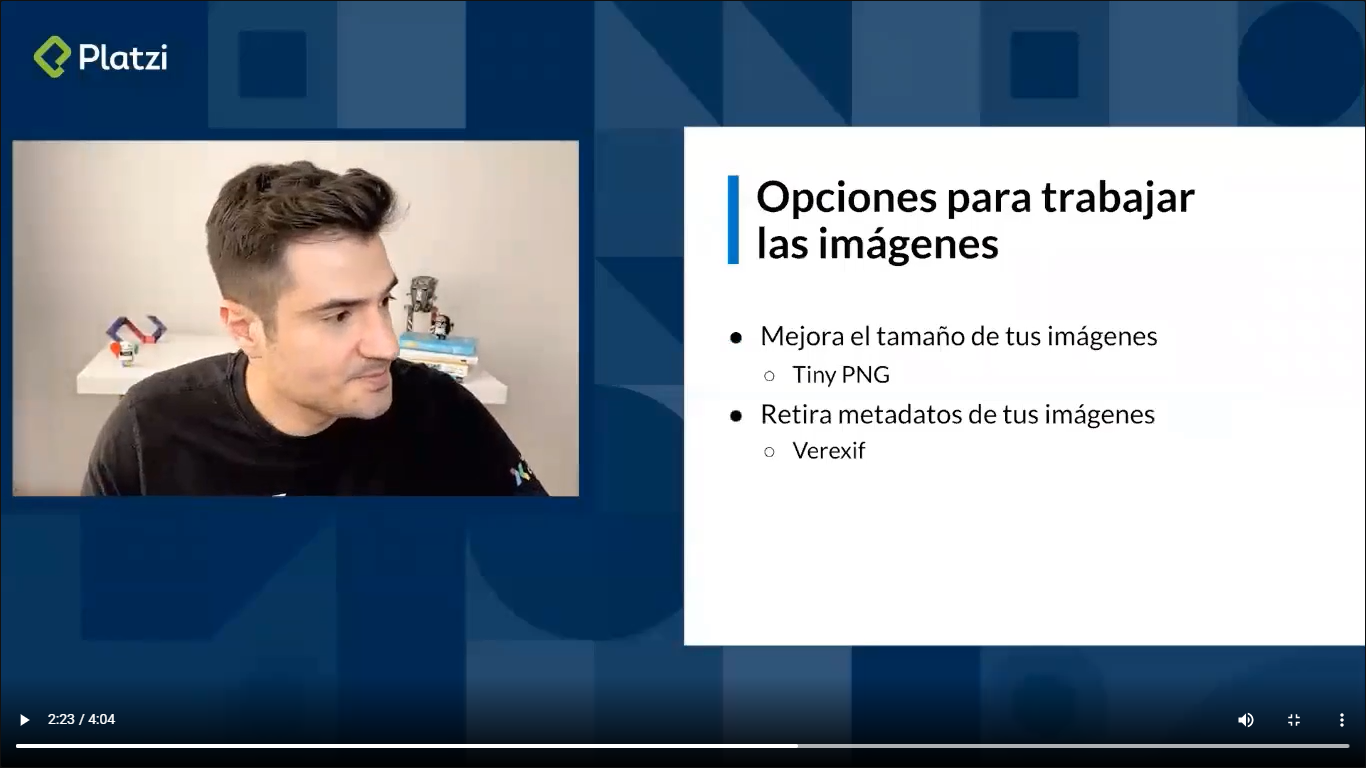 Platzi
Opciones para trabajar
las imágenes
● Mejora el tamaño de tus imágenes
○ Tiny PNG
● Retira metadatos de tus imágenes
○ Verexif
2:23 / 4:04